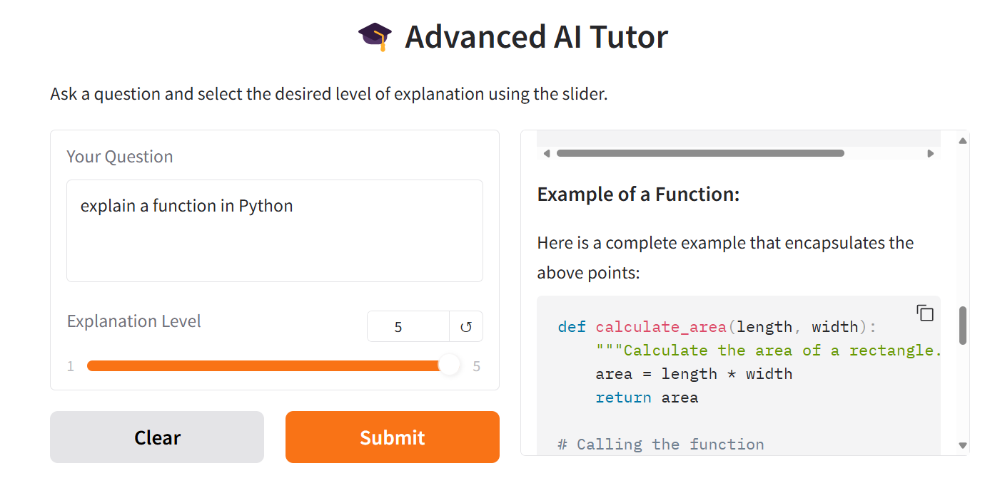 🎓 Advanced AI Tutor
Ask a question and select the desired level of explanation using the slider.
Your Question
explain a function in Python
Explanation Level
5
↺
1
5
Clear
Submit
Example of a Function:
Here is a complete example that encapsulates the
above points:
def calculate_area(length, width):
    """Calculate the area of a rectangle.
    area = length * width
    return area
# Calling the function